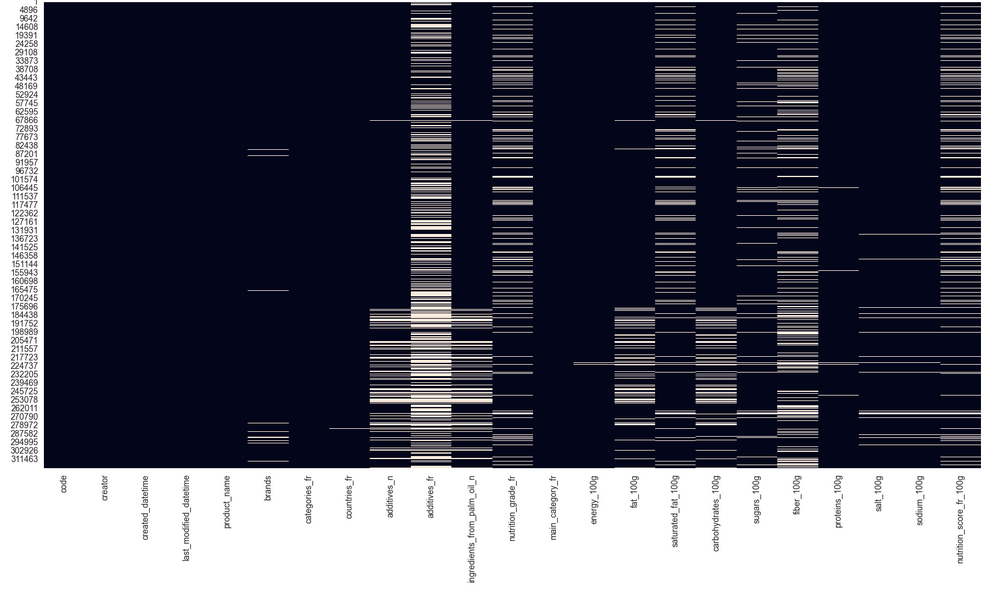 1
4896
9642
14608
19391
24258
29108
33873
38708
43443
48169
52924
57745
62595
67866
72893
77673
82438
87201
91957
96732
101574
106445
111537
117477
122362
127161
131931
136723
141525
146358
151144
155943
160698
165475
170245
175696
184438
191752
198989
205471
211557
217723
224737
232205
239469
245725
253078
262011
270790
278972
287582
294995
302926
311463
code
creator
created_datetime
last_modified_datetime
product_name
brands
categories_fr
countries_fr
additives_n
additives_fr
ingredients_from_palm_oil_n
nutrition_grade_fr
main_category_fr
energy_100g
fat_100g
saturated_fat_100g
carbohydrates_100g
sugars_100g
fiber_100g
proteins_100g
salt_100g
sodium_100g
nutrition_score_fr_100g